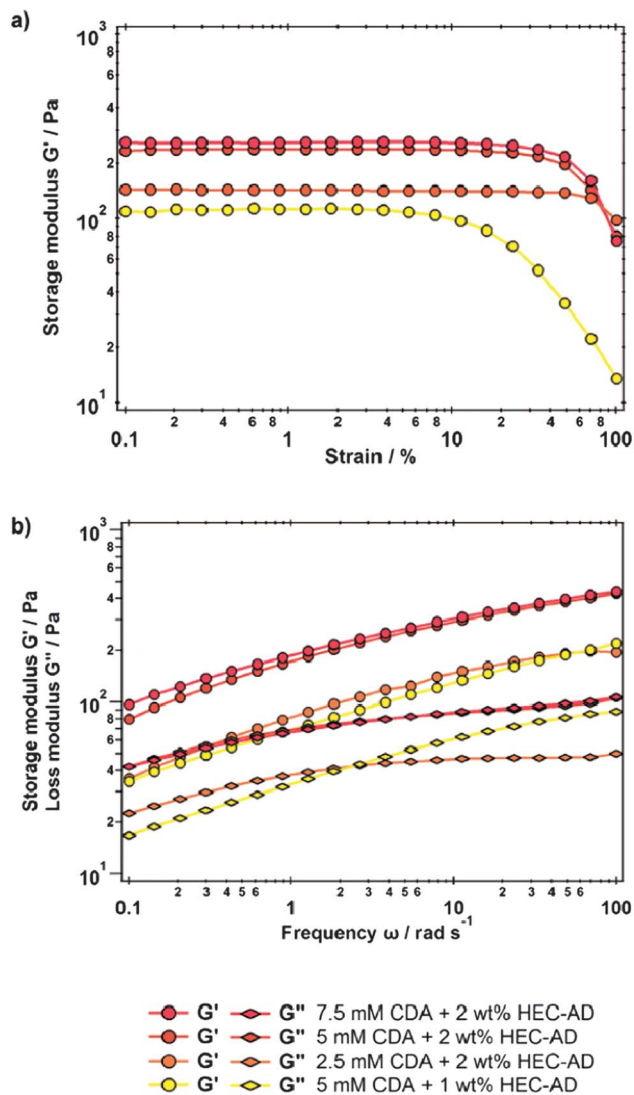 a)
10³
8
6
4
2
10²
8
6
4
2
10¹
Storage modulus G' / Pa
0.1 2 4 6 8 1 2 4 6 8 10 2 4 6 8 100
Strain / %
b)
10³
8
6
4
2
10²
8
6
4
2
10¹
Storage modulus G' / Pa
Loss modulus G'' / Pa
0.1 2 3 4 5 6 1 2 3 4 5 6 10 2 3 4 5 6 100
Frequency ω / rad s⁻¹
G' G'' 7.5 mM CDA + 2 wt% HEC-AD
G' G'' 5 mM CDA + 2 wt% HEC-AD
G' G'' 2.5 mM CDA + 2 wt% HEC-AD
G' G'' 5 mM CDA + 1 wt% HEC-AD